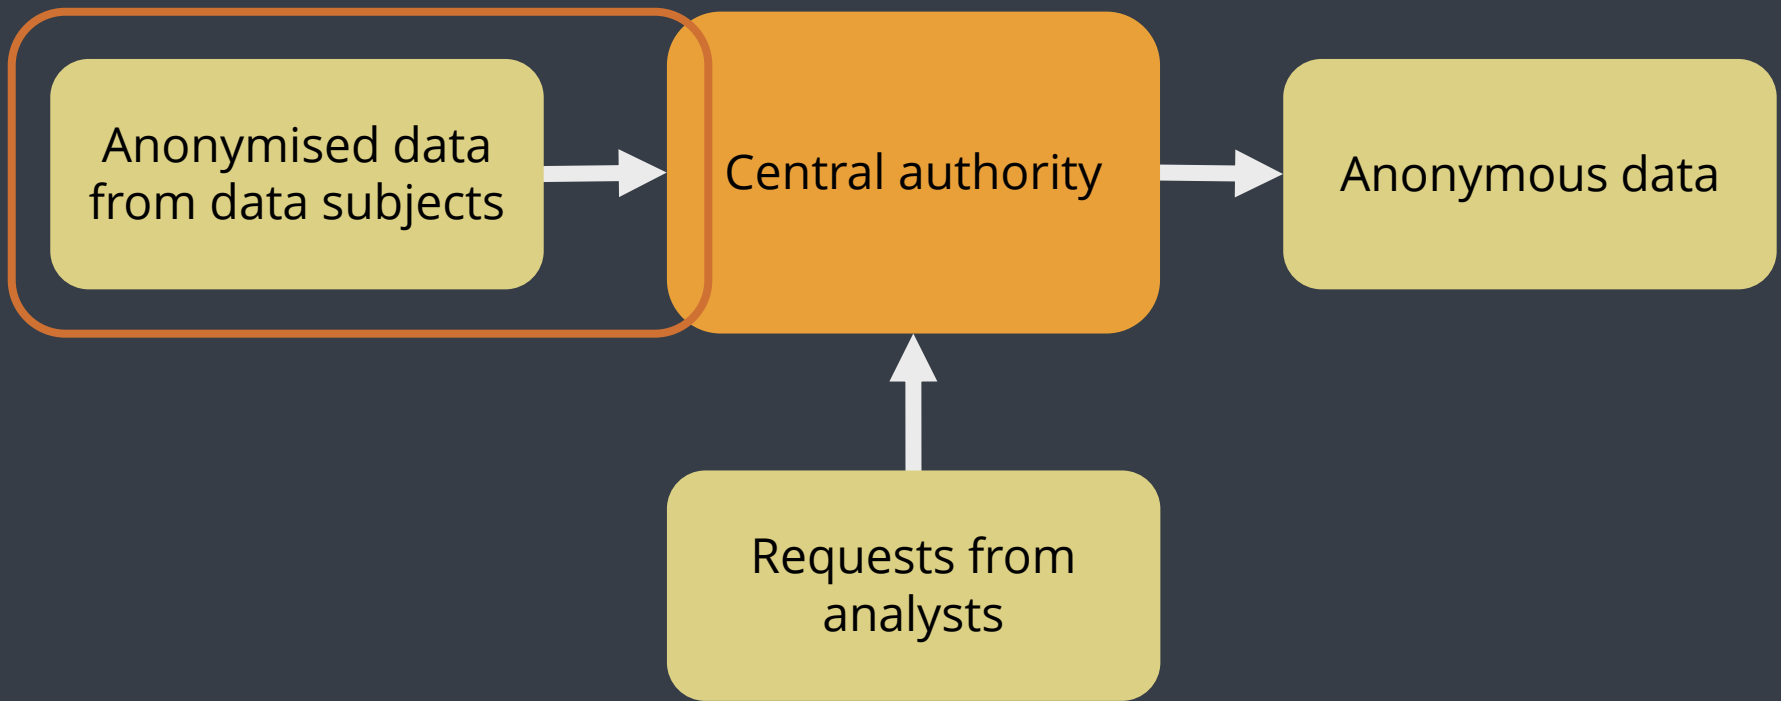 Anonymised data
from data subjects
Central authority
Anonymous data
Requests from
analysts